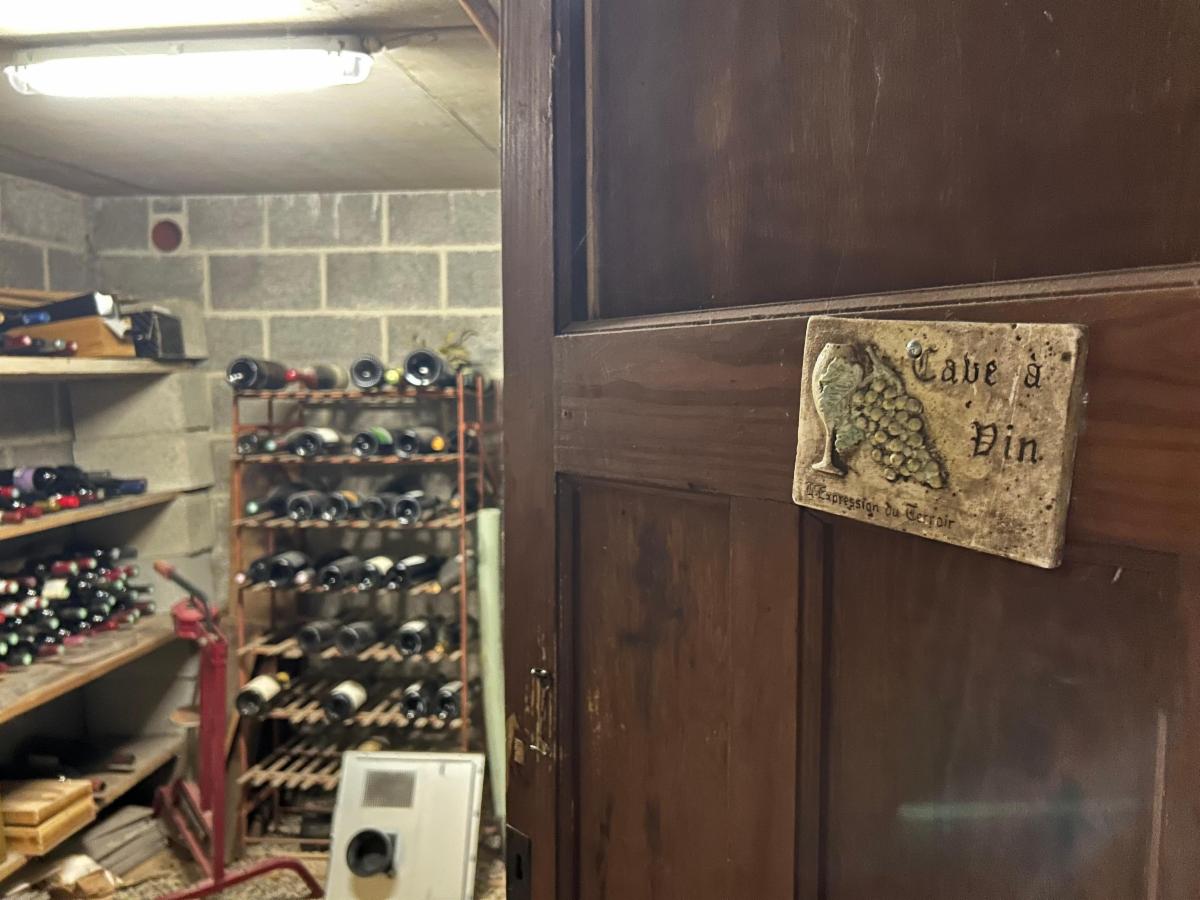 Cave à
Vin
L'Expression du Terroir